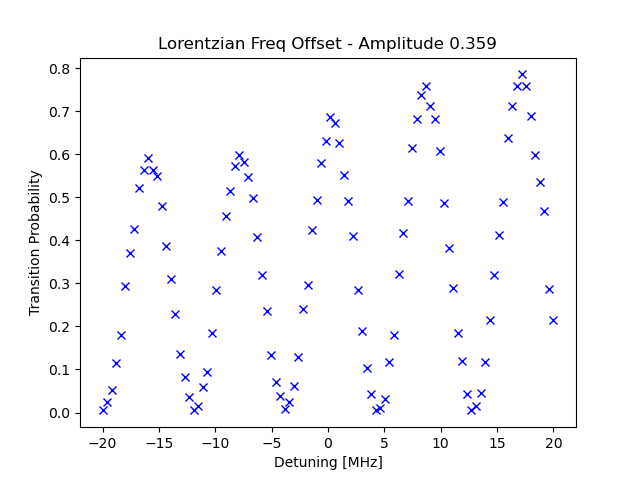 Lorentzian Freq Offset - Amplitude 0.359
Transition Probability
0.8
0.7
0.6
0.5
0.4
0.3
0.2
0.1
0.0
−20 −15 −10 −5 0 5 10 15 20
Detuning [MHz]